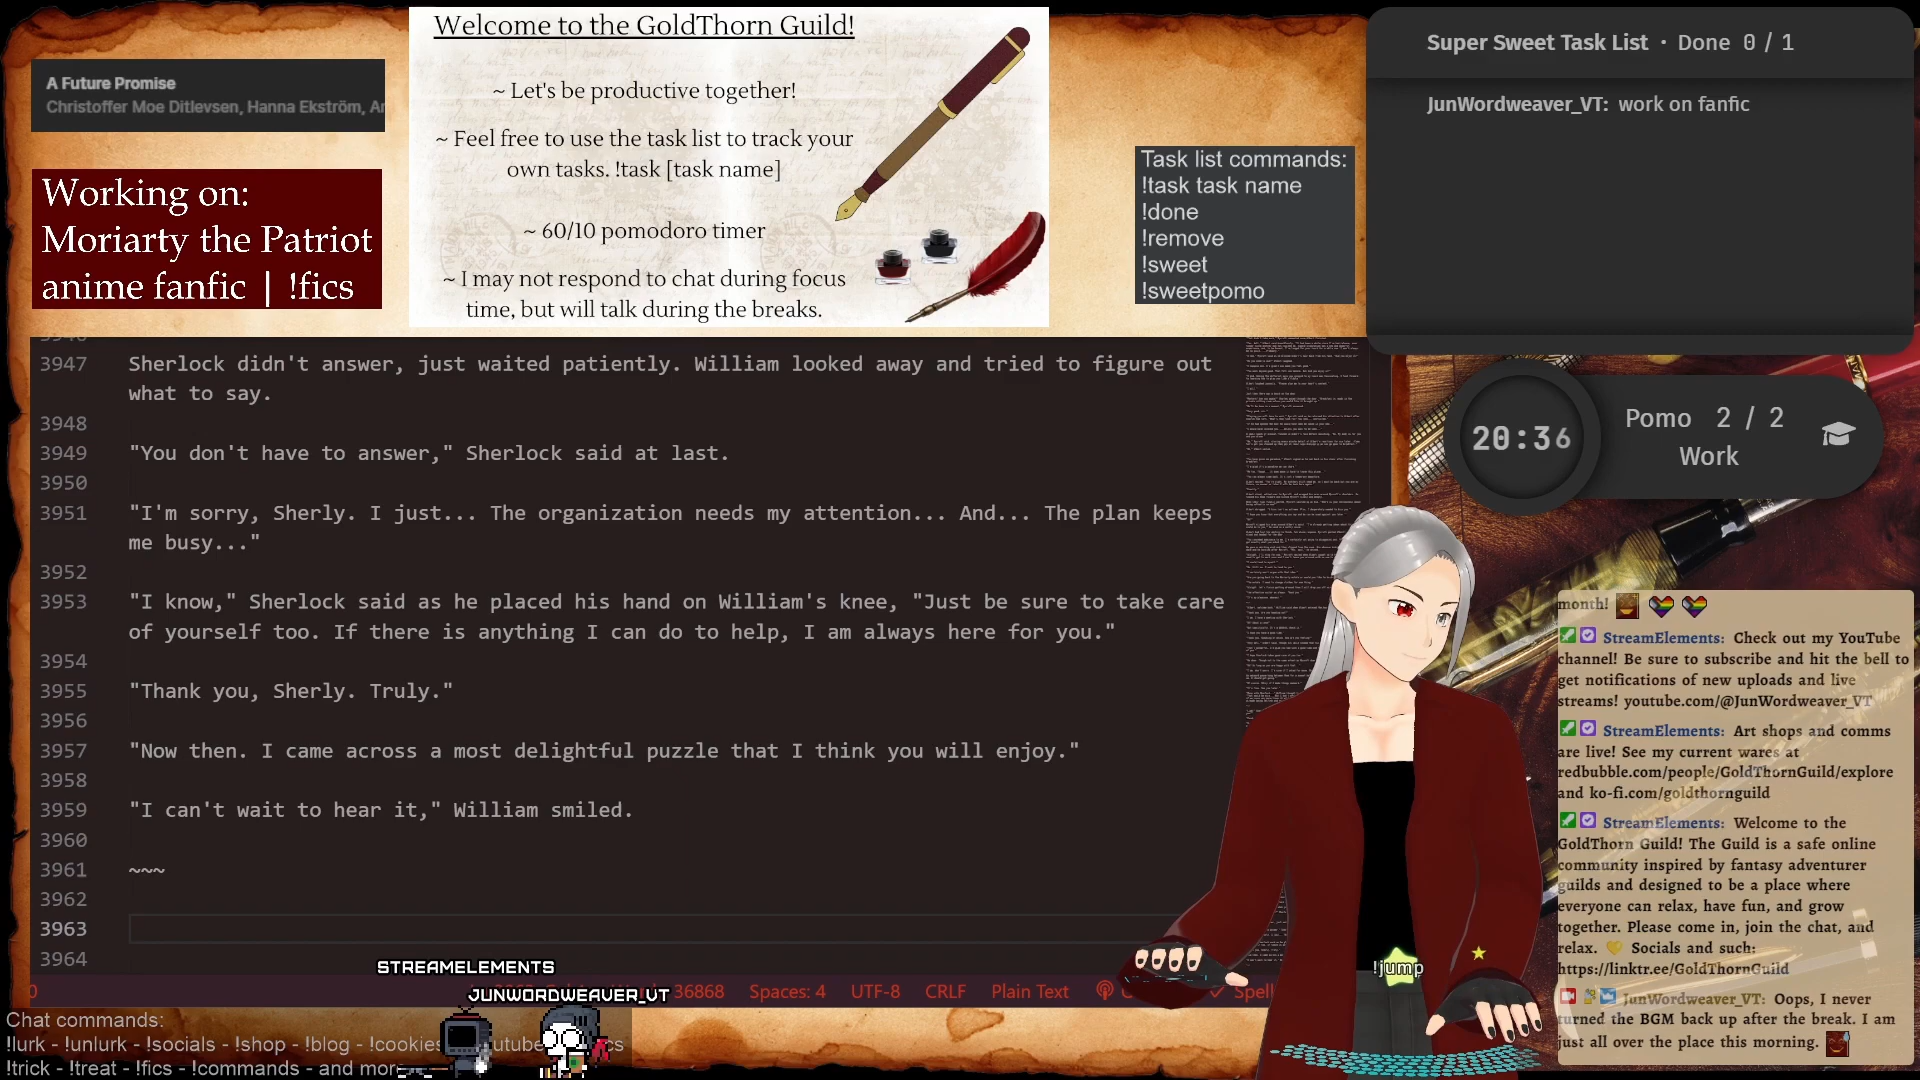 A Future Promise
Christoffer Moe Ditlevsen, Hanna Ekström,
Working on:
Moriarty the Patriot
anime fanfic | !fics
Welcome to the GoldThorn Guild!
~ Let's be productive together!
~ Feel free to use the task list to track your
own tasks. !task [task name]
~ 60/10 pomodoro timer
~ I may not respond to chat during focus
time, but will talk during the breaks.
Task list commands:
!task task name
!done
!remove
!sweet
!sweetpomo
Super Sweet Task List · Done 0 / 1
JunWordweaver_VT: work on fanfic
20:36
Pomo 2 / 2
Work
3947 Sherlock didn't answer, just waited patiently. William looked away and tried to figure out
what to say.
3948
3949 "You don't have to answer," Sherlock said at last.
3950
3951 "I'm sorry, Sherly. I just... The organization needs my attention... And... The plan keeps
me busy..."
3952
3953 "I know," Sherlock said as he placed his hand on William's knee, "Just be sure to take care
of yourself too. If there is anything I can do to help, I am always here for you."
3954
3955 "Thank you, Sherly. Truly."
3956
3957 "Now then. I came across a most delightful puzzle that I think you will enjoy."
3958
3959 "I can't wait to hear it," William smiled.
3960
3961 ~~~
3962
3963
3964
36868 Spaces: 4 UTF-8 CRLF Plain Text
STREAMELEMENTS
JUNWORDWEAVER_VT
Chat commands:
!lurk - !unlurk - !socials - !shop - !blog - !cookies
!trick - !treat - !fics - !commands - and more
!jump
month!
StreamElements: Check out my YouTube
channel! Be sure to subscribe and hit the bell to
get notifications of new uploads and live
streams! youtube.com/@JunWordweaver_VT
StreamElements: Art shops and comms
are live! See my current wares at
redbubble.com/people/GoldThornGuild/explore
and ko-fi.com/goldthornguild
StreamElements: Welcome to the
GoldThorn Guild! The Guild is a safe online
community inspired by fantasy adventurer
guilds and designed to be a place where
everyone can relax, have fun, and grow
together. Please come in, join the chat, and
relax. 💛 Socials and such:
https://linktr.ee/GoldThornGuild
JunWordweaver_VT: Oops, I never
turned the BGM back up after the break. I am
just all over the place this morning.